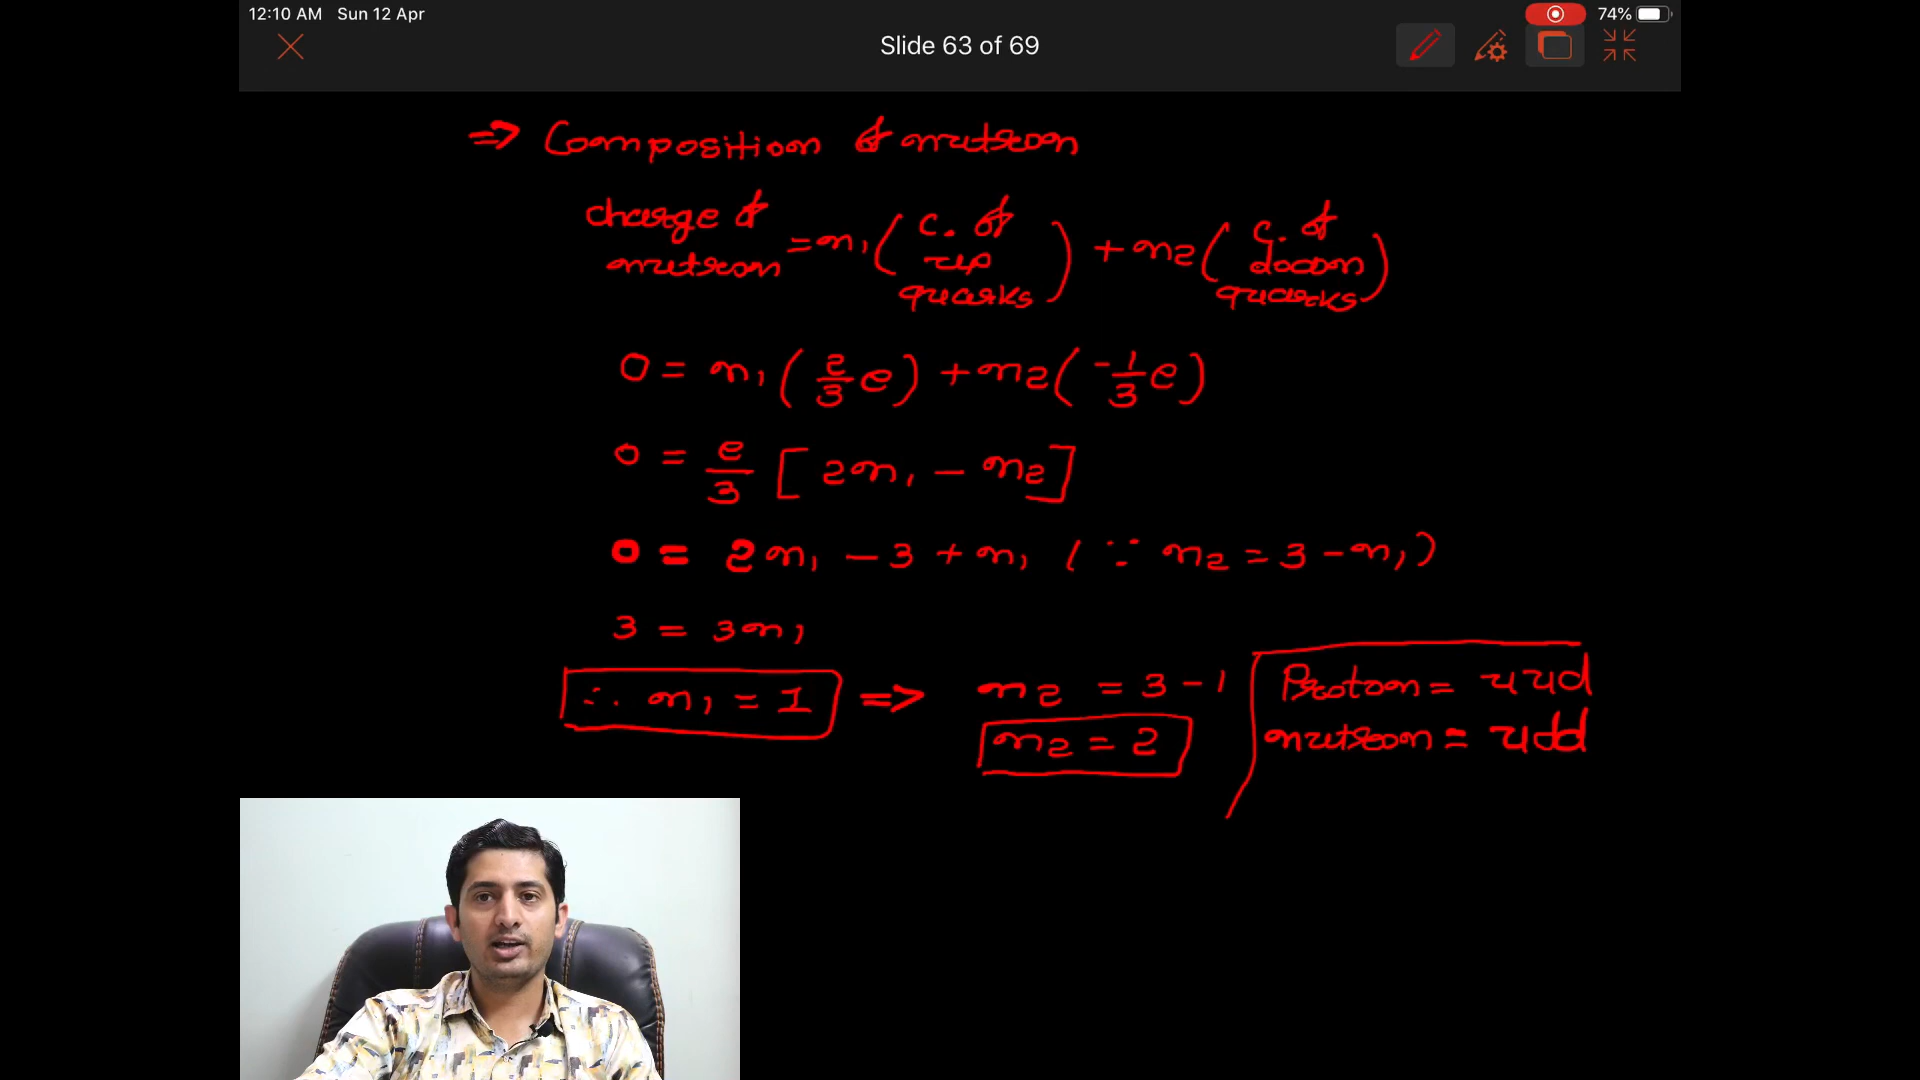 12:10 AM Sun 12 Apr
74%
Slide 63 of 69
=> Composition of neutron
charge of neutron = n1 (C. of up quarks) + n2 (C. of down quarks)
0 = n1 (2/3 e) + n2 (-1/3 e)
0 = e/3 [2n1 - n2]
0 = 2n1 - 3 + n1 (∵ n2 = 3 - n1)
3 = 3n1
∴ n1 = 1 => n2 = 3 - 1
n2 = 2
Proton = uud
neutron = udd